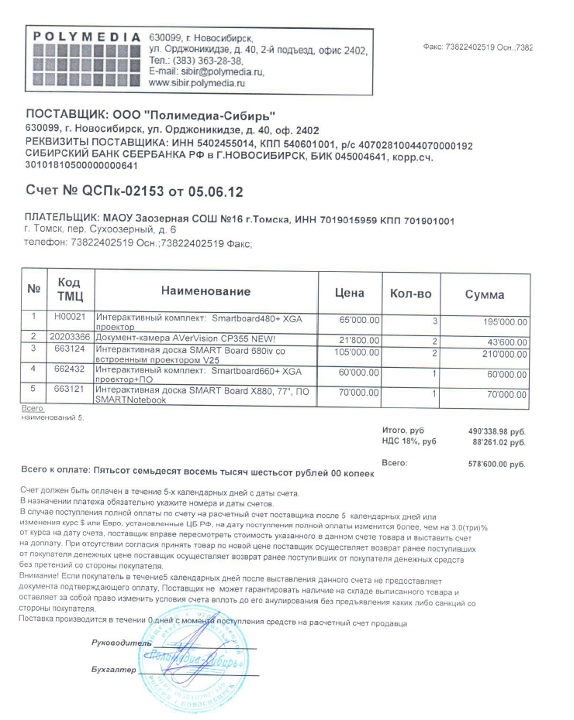 POLYMEDIA
630099, г. Новосибирск,
ул. Орджоникидзе, д. 40, 2-й подъезд, офис 2402,
Тел.: (383) 363-28-38,
E-mail: sibir@polymedia.ru,
www.sibir.polymedia.ru
Факс: 73822402519 Осн.;7382
ПОСТАВЩИК: ООО "Полимедиа-Сибирь"
630099, г. Новосибирск, ул. Орджоникидзе, д. 40, оф. 2402
РЕКВИЗИТЫ ПОСТАВЩИКА: ИНН 5402455014, КПП 540601001, р/с 40702810044070000192
СИБИРСКИЙ БАНК СБЕРБАНКА РФ в Г.НОВОСИБИРСК, БИК 045004641, корр.сч.
30101810500000000641
Счет № QСПк-02153 от 05.06.12
ПЛАТЕЛЬЩИК: МАОУ Заозерная СОШ №16 г.Томска, ИНН 7019015959 КПП 701901001
г. Томск, пер. Сухоозерный, д. 6
телефон: 73822402519 Осн.;73822402519 Факс;
№ Код ТМЦ Наименование Цена Кол-во Сумма
1 H00021 Интерактивный комплект: Smartboard480+ XGA проектор 65'000.00 3 195'000.00
2 20203366 Документ-камера AVerVision CP355 NEW! 21'800.00 2 43'600.00
3 663124 Интерактивная доска SMART Board 680iv со встроенным проектором V25 105'000.00 2 210'000.00
4 662432 Интерактивный комплект: Smartboard660+ XGA проектор+ПО 60'000.00 1 60'000.00
5 663121 Интерактивная доска SMART Board X880, 77", ПО SMARTNotebook 70'000.00 1 70'000.00
Всего
наименований 5.
Итого, руб 490'338.98 руб.
НДС 18%, руб 88'261.02 руб.
Всего: 578'600.00 руб.
Всего к оплате: Пятьсот семьдесят восемь тысяч шестьсот рублей 00 копеек
Счет должен быть оплачен в течение 5-х календарных дней с даты счета.
В назначении платежа обязательно укажите номера и даты счетов.
В случае поступления полной оплаты по счету на расчетный счет поставщика после 5 календарных дней или
изменения курс $ или Евро, установленные ЦБ РФ, на дату поступления полной оплаты изменится более, чем на 3.0(три)%
от курса на дату счета, поставщик вправе пересмотреть стоимость указанного в данном счете товара и выставить счет
на доплату. При отсутствии согласия принять товар по новой цене поставщик осуществляет возврат ранее поступивших
от покупателя денежных цене поставщик осуществляет возврат ранее поступивших от покупателя денежных средств
без претензий со стороны покупателя.
Внимание! Если покупатель в течение5 календарных дней после выставления данного счета не предоставляет
документа подтверждающего оплату, Поставщик не может гарантировать наличие на складе выписанного товара и
оставляет за собой право изменить условия счета вплоть до его анулирования без предъявления каких либо санкций со
стороны покупателя.
Поставка производится в течении 0 дней с момента поступления средств на расчетный счет продавца
Руководитель
Бухгалтер
"Полимедиа-Сибирь"